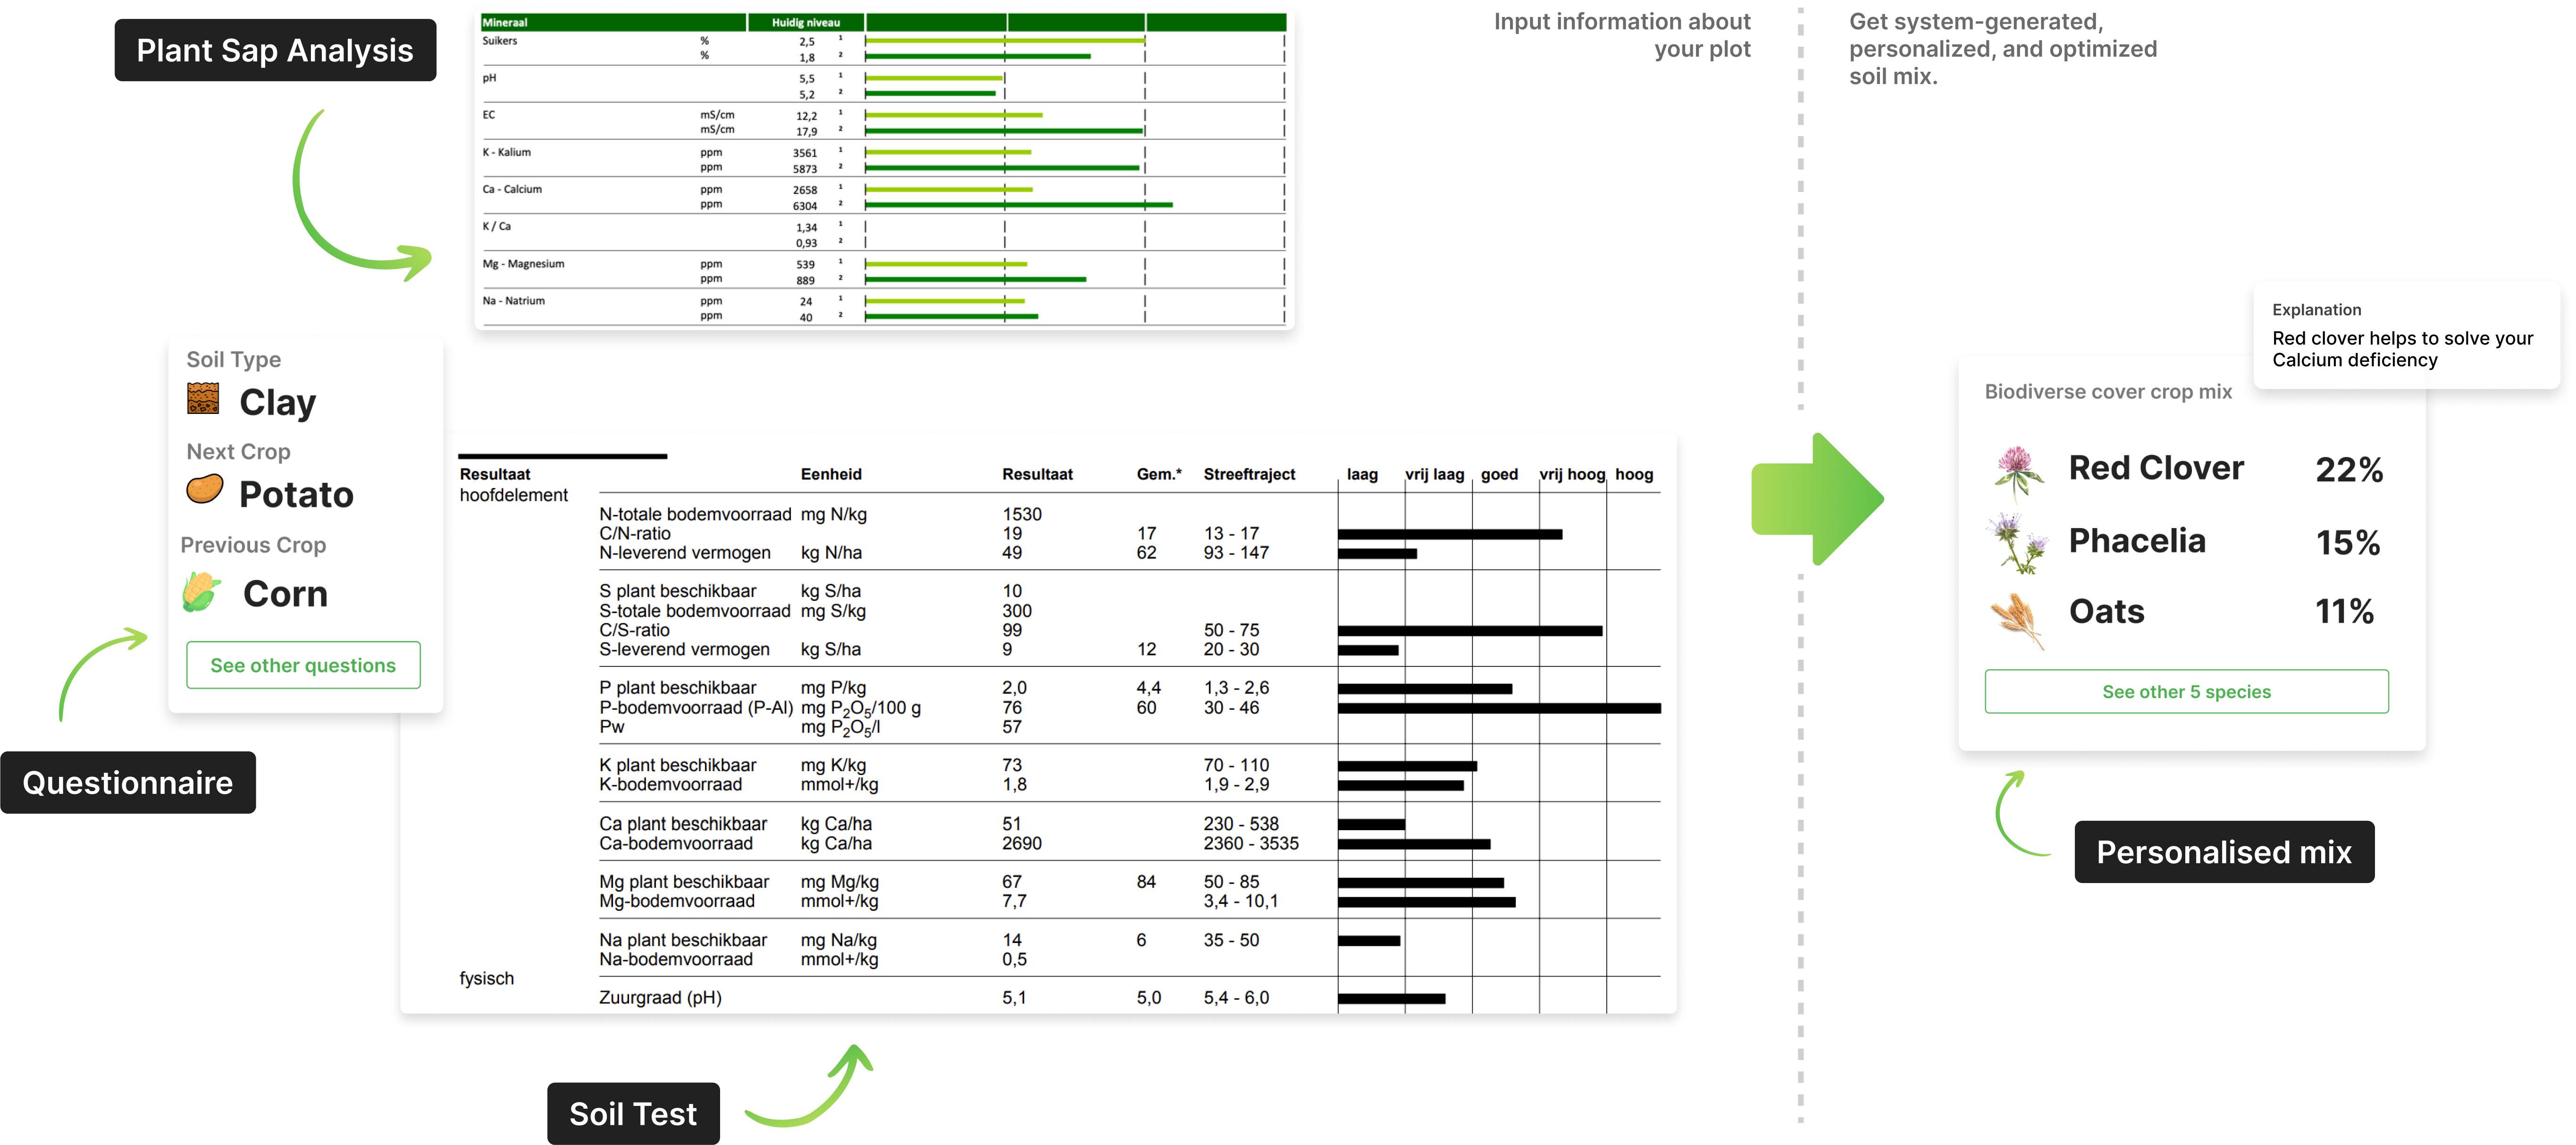 Plant Sap Analysis
Mineraal Huidig niveau
Suikers % 2,5 ¹
% 1,8 ²
pH 5,5 ¹
5,2 ²
EC mS/cm 12,2 ¹
mS/cm 17,9 ²
K - Kalium ppm 3561 ¹
ppm 5873 ²
Ca - Calcium ppm 2658 ¹
ppm 6304 ²
K / Ca 1,34 ¹
0,93 ²
Mg - Magnesium ppm 539 ¹
ppm 889 ²
Na - Natrium ppm 24 ¹
ppm 40 ²
Input information about
your plot
Get system-generated,
personalized, and optimized
soil mix.
Soil Type
Clay
Next Crop
Potato
Previous Crop
Corn
See other questions
Questionnaire
Resultaat Eenheid Resultaat Gem.* Streeftraject laag vrij laag goed vrij hoog hoog
hoofdelement
N-totale bodemvoorraad mg N/kg 1530
C/N-ratio 19 17 13 - 17
N-leverend vermogen kg N/ha 49 62 93 - 147
S plant beschikbaar kg S/ha 10
S-totale bodemvoorraad mg S/kg 300
C/S-ratio 99 50 - 75
S-leverend vermogen kg S/ha 9 12 20 - 30
P plant beschikbaar mg P/kg 2,0 4,4 1,3 - 2,6
P-bodemvoorraad (P-Al) mg P₂O₅/100 g 76 60 30 - 46
Pw mg P₂O₅/l 57
K plant beschikbaar mg K/kg 73 70 - 110
K-bodemvoorraad mmol+/kg 1,8 1,9 - 2,9
Ca plant beschikbaar kg Ca/ha 51 230 - 538
Ca-bodemvoorraad kg Ca/ha 2690 2360 - 3535
Mg plant beschikbaar mg Mg/kg 67 84 50 - 85
Mg-bodemvoorraad mmol+/kg 7,7 3,4 - 10,1
Na plant beschikbaar mg Na/kg 14 6 35 - 50
Na-bodemvoorraad mmol+/kg 0,5
fysisch
Zuurgraad (pH) 5,1 5,0 5,4 - 6,0
Soil Test
Explanation
Red clover helps to solve your
Calcium deficiency
Biodiverse cover crop mix
Red Clover 22%
Phacelia 15%
Oats 11%
See other 5 species
Personalised mix